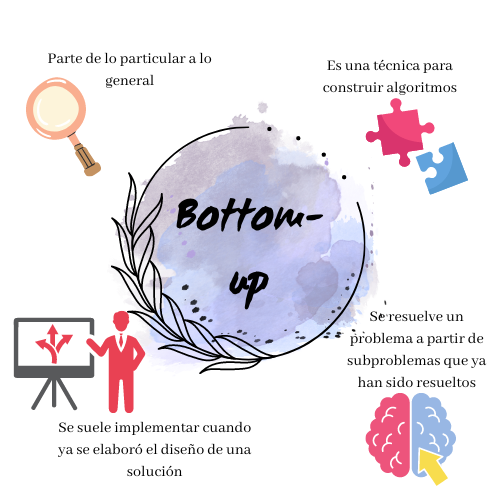 Parte de lo particular a lo
general
Es una técnica para
construir algoritmos
Bottom-
up
Se resuelve un
problema a partir de
subproblemas que ya
han sido resueltos
Se suele implementar cuando
ya se elaboró el diseño de una
solución